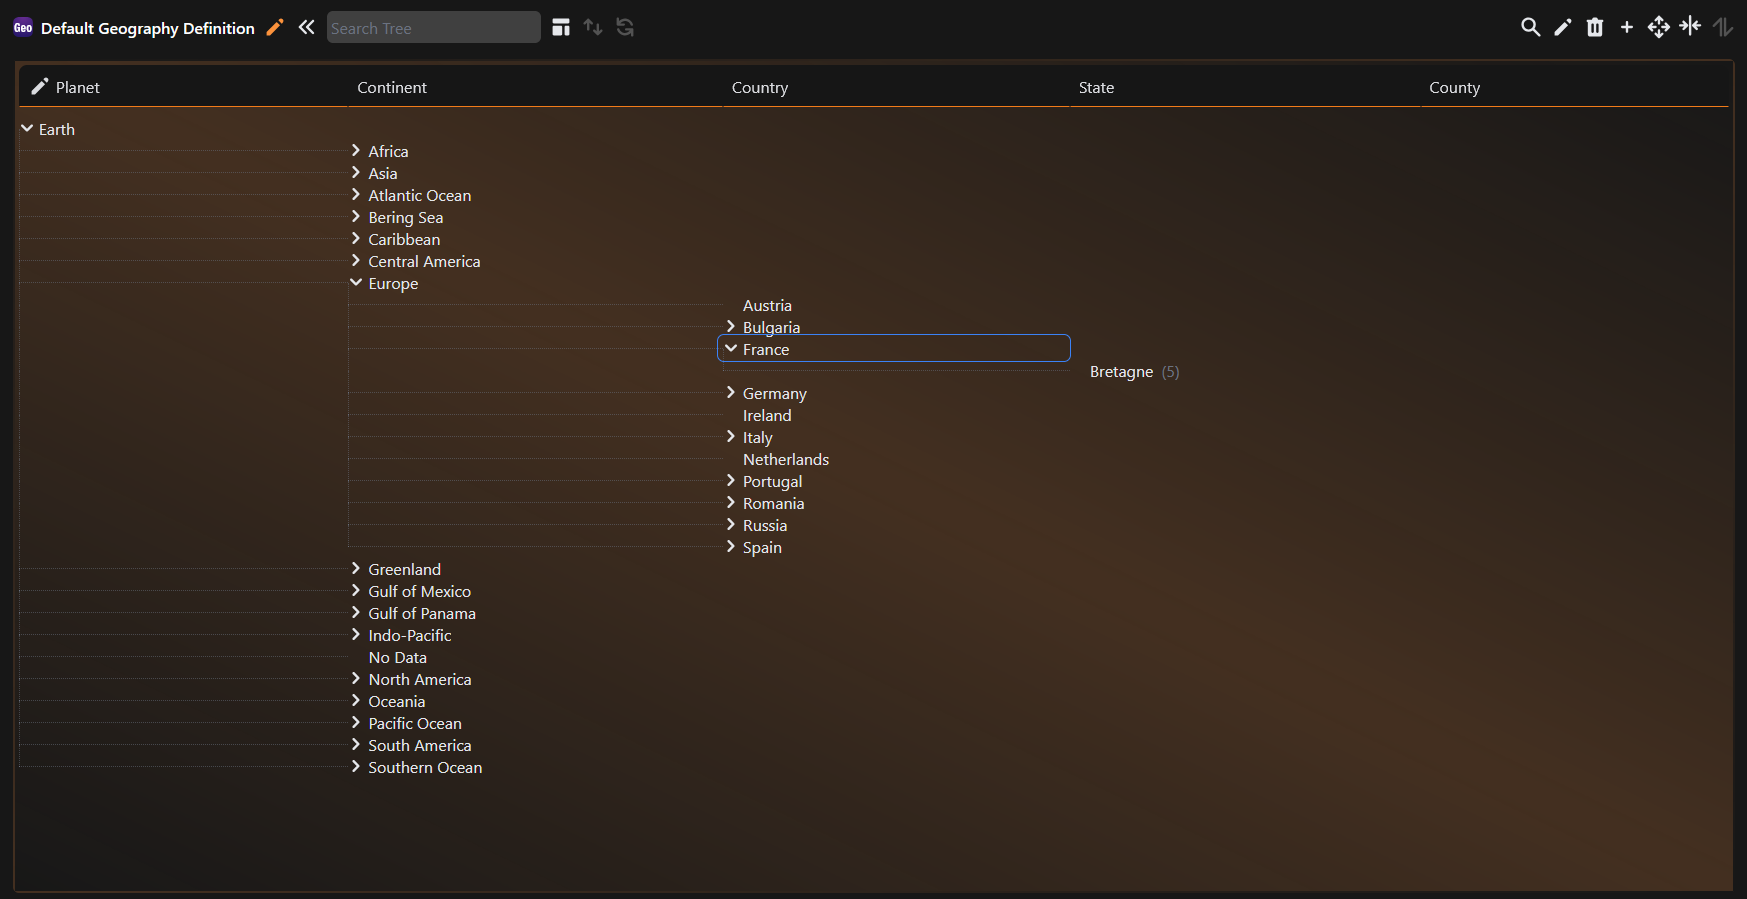 Geo Default Geography Definition Search Tree
Planet Continent Country State County
Earth
Africa
Asia
Atlantic Ocean
Bering Sea
Caribbean
Central America
Europe
Austria
Bulgaria
France
Bretagne (5)
Germany
Ireland
Italy
Netherlands
Portugal
Romania
Russia
Spain
Greenland
Gulf of Mexico
Gulf of Panama
Indo-Pacific
No Data
North America
Oceania
Pacific Ocean
South America
Southern Ocean